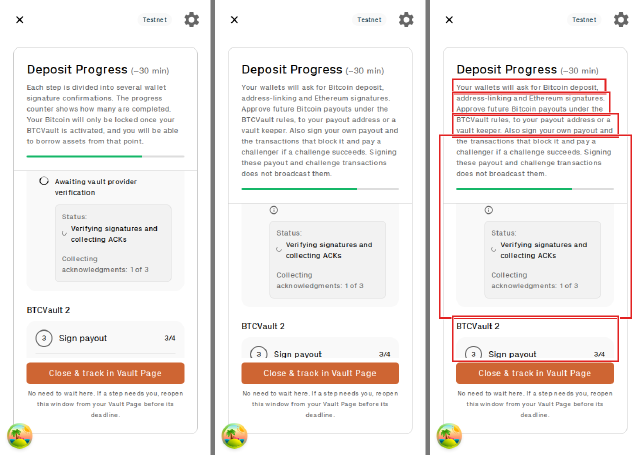 Testnet
Deposit Progress (~30 min)
Each step is divided into several wallet
signature confirmations. The progress
counter shows how many are completed.
Your Bitcoin will only be locked once your
BTCVault is activated, and you will be able
to borrow assets from that point.
Awaiting vault provider
verification
Status:
Verifying signatures and
collecting ACKs
Collecting
acknowledgments: 1 of 3
BTCVault 2
3 Sign payout 3/4
Close & track in Vault Page
No need to wait here. If a step needs you, reopen
this window from your Vault Page before its
deadline.
Testnet
Deposit Progress (~30 min)
Your wallets will ask for Bitcoin deposit,
address-linking and Ethereum signatures.
Approve future Bitcoin payouts under the
BTCVault rules, to your payout address or a
vault keeper. Also sign your own payout and
the transactions that block it and pay a
challenger if a challenge succeeds. Signing
these payout and challenge transactions
does not broadcast them.
Status:
Verifying signatures and
collecting ACKs
Collecting
acknowledgments: 1 of 3
BTCVault 2
3 Sign payout 3/4
Close & track in Vault Page
No need to wait here. If a step needs you, reopen
this window from your Vault Page before its
deadline.
Testnet
Deposit Progress (~30 min)
Your wallets will ask for Bitcoin deposit,
address-linking and Ethereum signatures.
Approve future Bitcoin payouts under the
BTCVault rules, to your payout address or a
vault keeper. Also sign your own payout and
the transactions that block it and pay a
challenger if a challenge succeeds. Signing
these payout and challenge transactions
does not broadcast them.
Status:
Verifying signatures and
collecting ACKs
Collecting
acknowledgments: 1 of 3
BTCVault 2
3 Sign payout 3/4
Close & track in Vault Page
No need to wait here. If a step needs you, reopen
this window from your Vault Page before its
deadline.